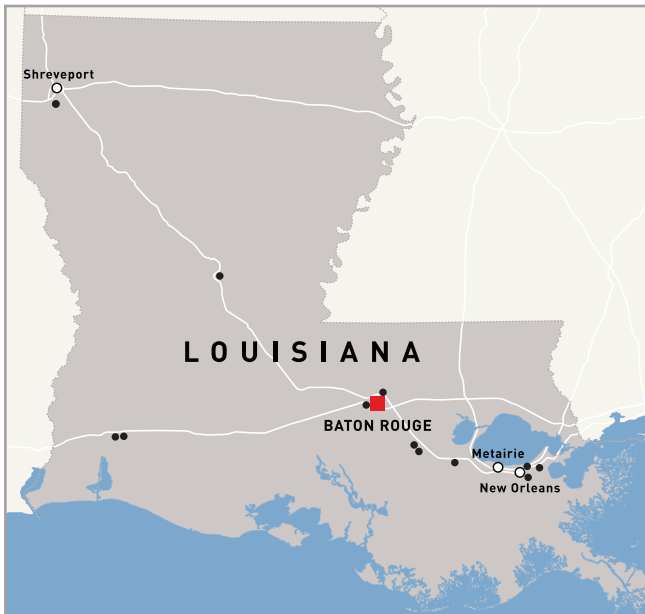 Shreveport
LOUISIANA
BATON ROUGE
Metairie
New Orleans